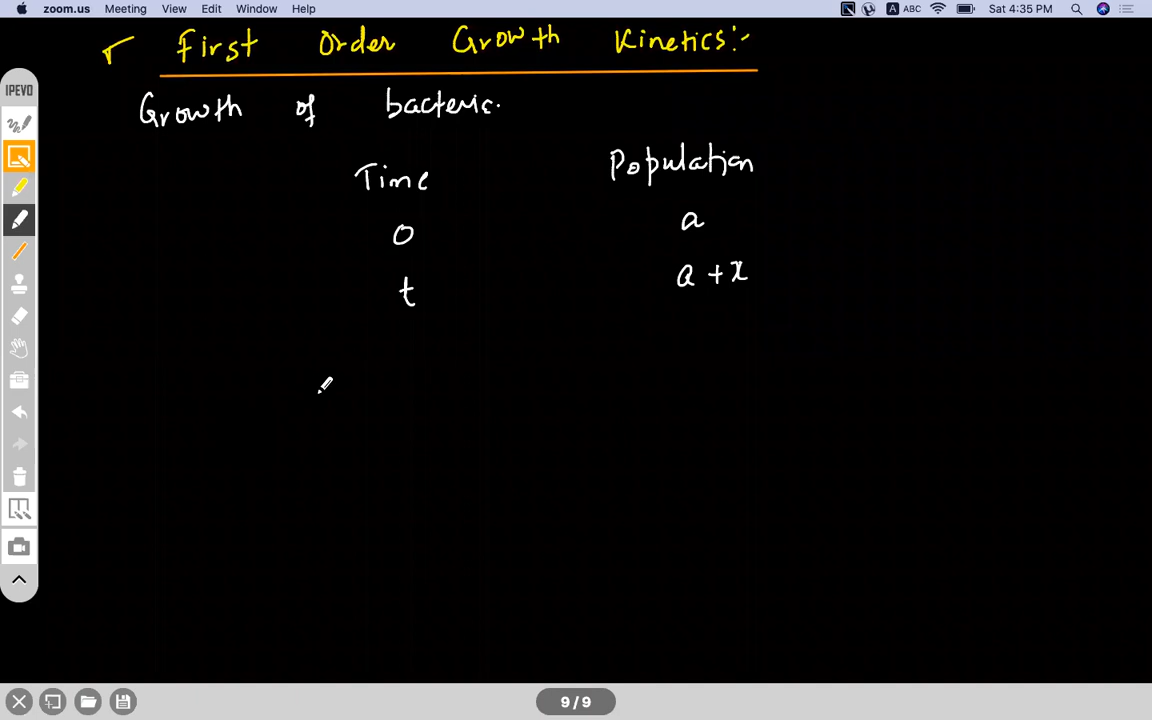 zoom.us Meeting View Edit Window Help ABC Sat 4:35 PM
First Order Growth Kinetics:-
IPEVO
Growth of bacteria.
Time Population
0 a
t a + x
9 / 9